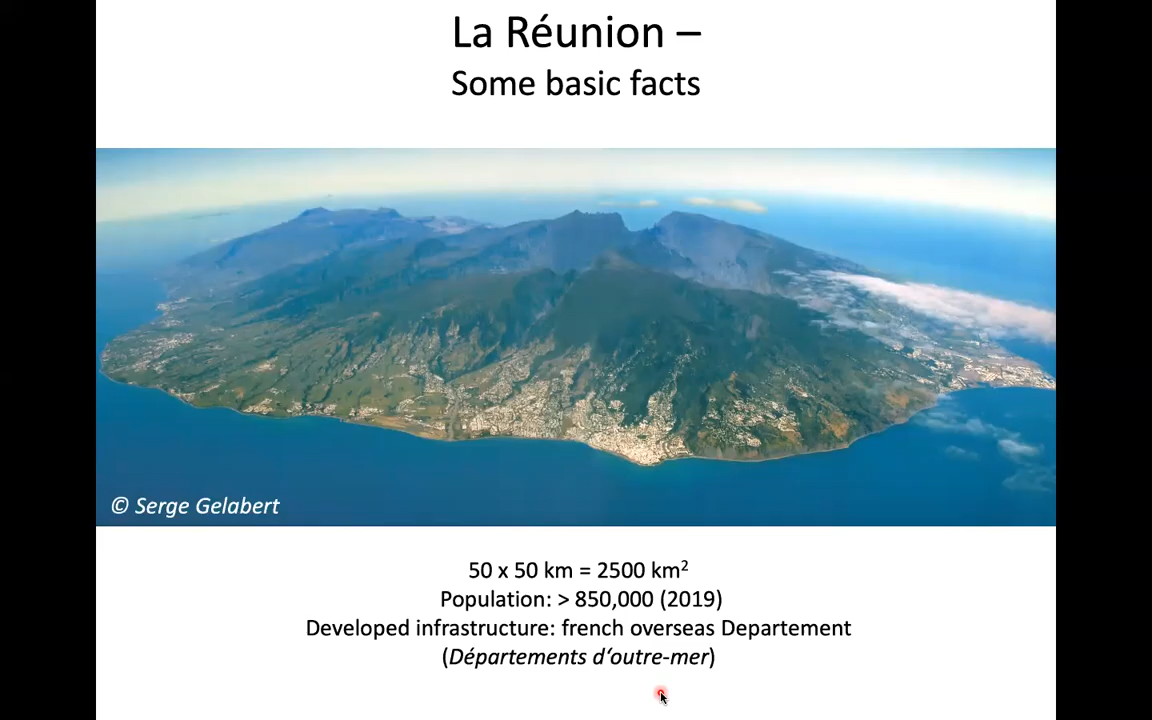 La Réunion –
Some basic facts
© Serge Gelabert
50 x 50 km = 2500 km²
Population: > 850,000 (2019)
Developed infrastructure: french overseas Departement
(Départements d‘outre-mer)